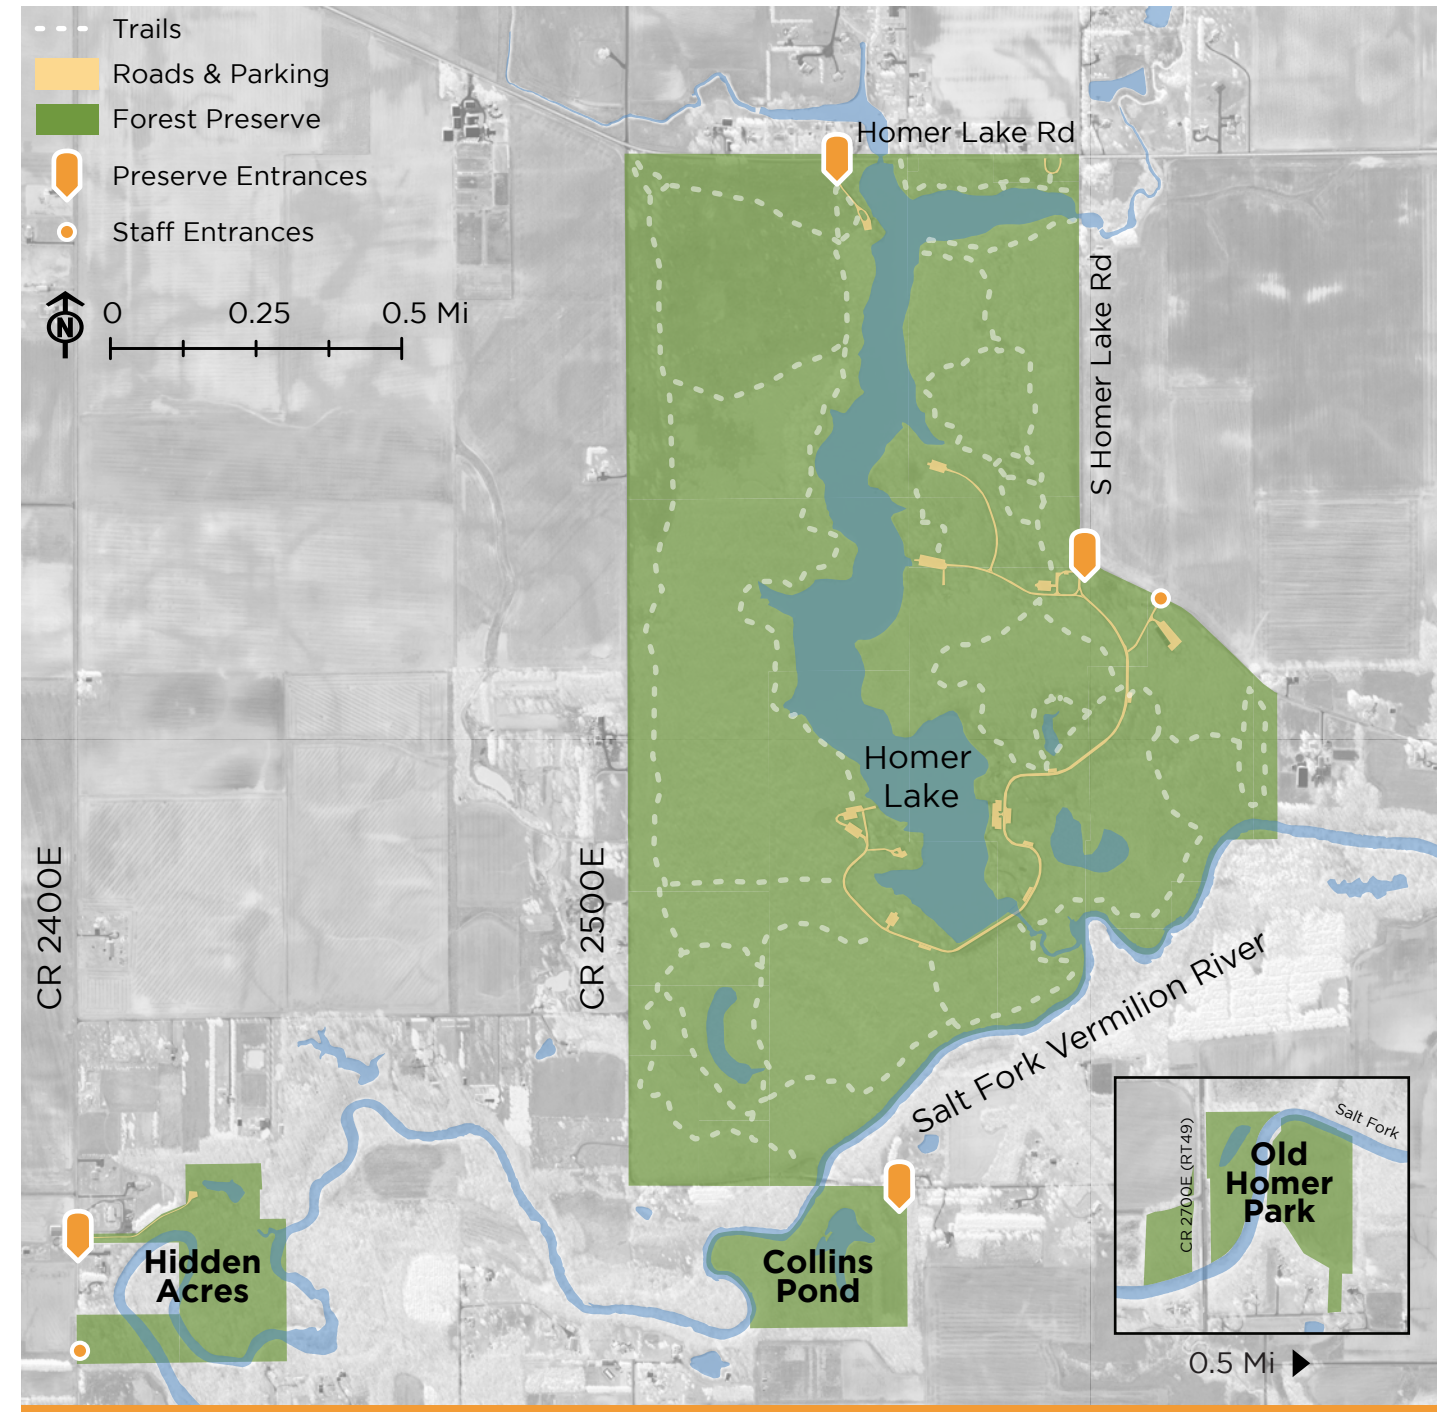 Trails
Roads & Parking
Forest Preserve
Preserve Entrances
Staff Entrances
N
0 0.25 0.5 Mi
Homer Lake Rd
S Homer Lake Rd
Homer
Lake
CR 2400E
CR 2500E
Salt Fork Vermilion River
Hidden
Acres
Collins
Pond
CR 2700E (RT49)
Salt Fork
Old
Homer
Park
0.5 Mi